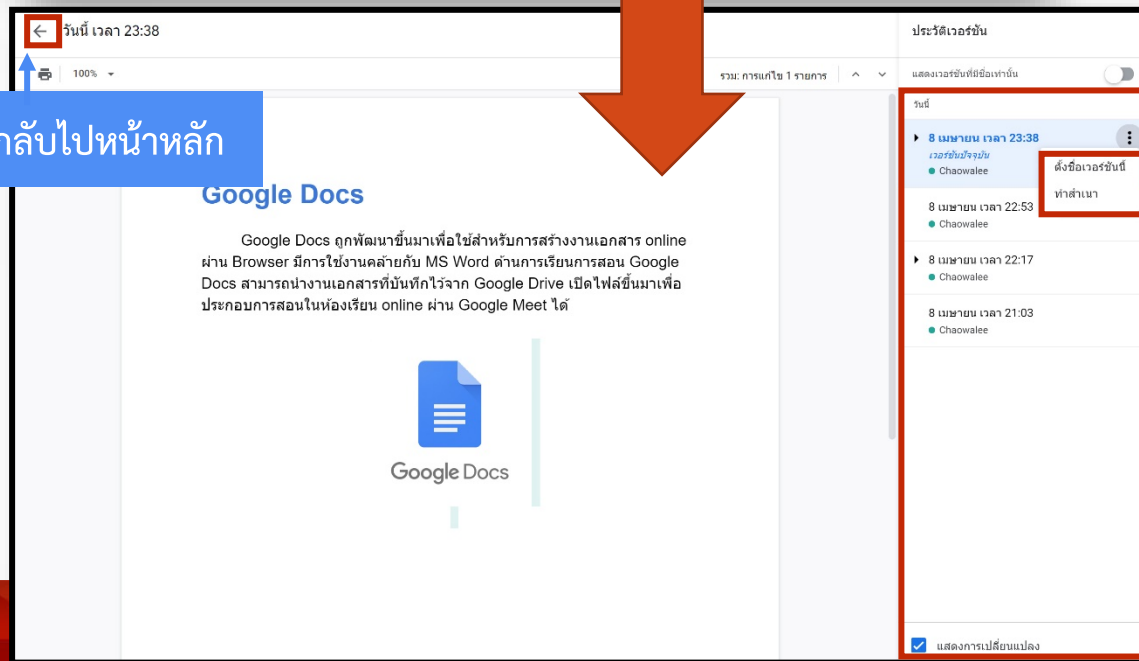 วันนี้ เวลา 23:38
ประวัติเวอร์ชัน
100%
รวม: การแก้ไข 1 รายการ
แสดงเวอร์ชันที่มีชื่อเท่านั้น
กลับไปหน้าหลัก
วันนี้
8 เมษายน เวลา 23:38
เวอร์ชันปัจจุบัน
Chaowalee
ตั้งชื่อเวอร์ชันนี้
ทำสำเนา
8 เมษายน เวลา 22:53
Chaowalee
8 เมษายน เวลา 22:17
Chaowalee
8 เมษายน เวลา 21:03
Chaowalee
Google Docs
Google Docs ถูกพัฒนาขึ้นมาเพื่อใช้สำหรับการสร้างงานเอกสาร online
ผ่าน Browser มีการใช้งานคล้ายกับ MS Word ด้านการเรียนการสอน Google
Docs สามารถนำงานเอกสารที่บันทึกไว้จาก Google Drive เปิดไฟล์ขึ้นมาเพื่อ
ประกอบการสอนในห้องเรียน online ผ่าน Google Meet ได้
Google Docs
แสดงการเปลี่ยนแปลง